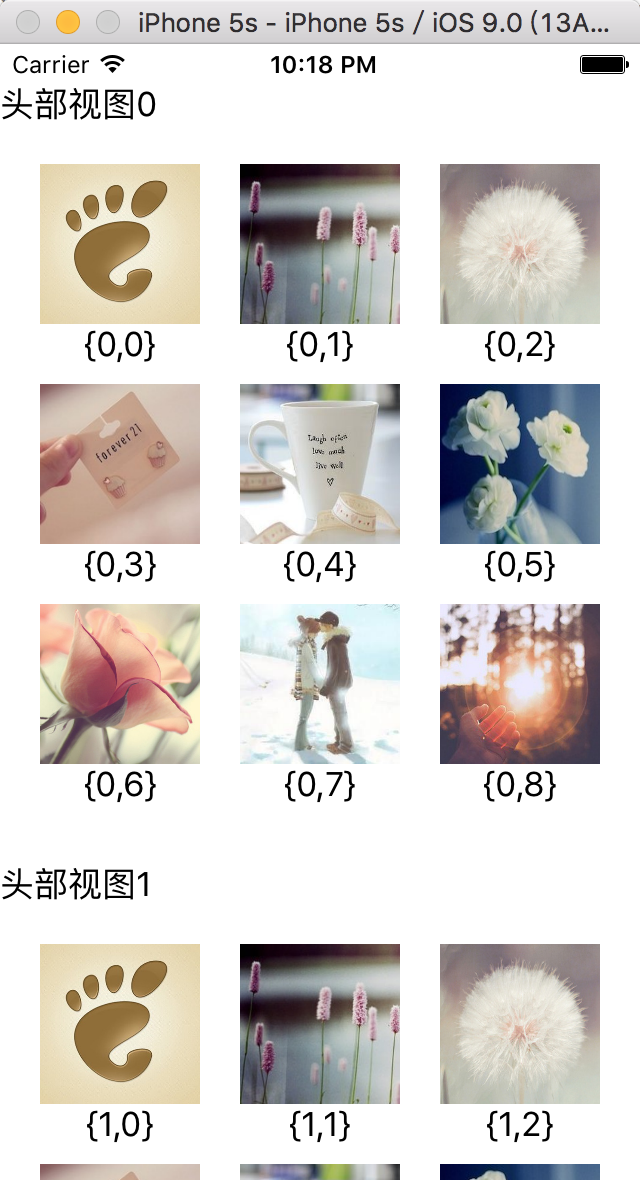 iPhone 5s - iPhone 5s / iOS 9.0 (13A...
Carrier 10:18 PM
头部视图0
{0,0} {0,1} {0,2}
forever 21
Laugh often
love much
live well
{0,3} {0,4} {0,5}
{0,6} {0,7} {0,8}
头部视图1
{1,0} {1,1} {1,2}